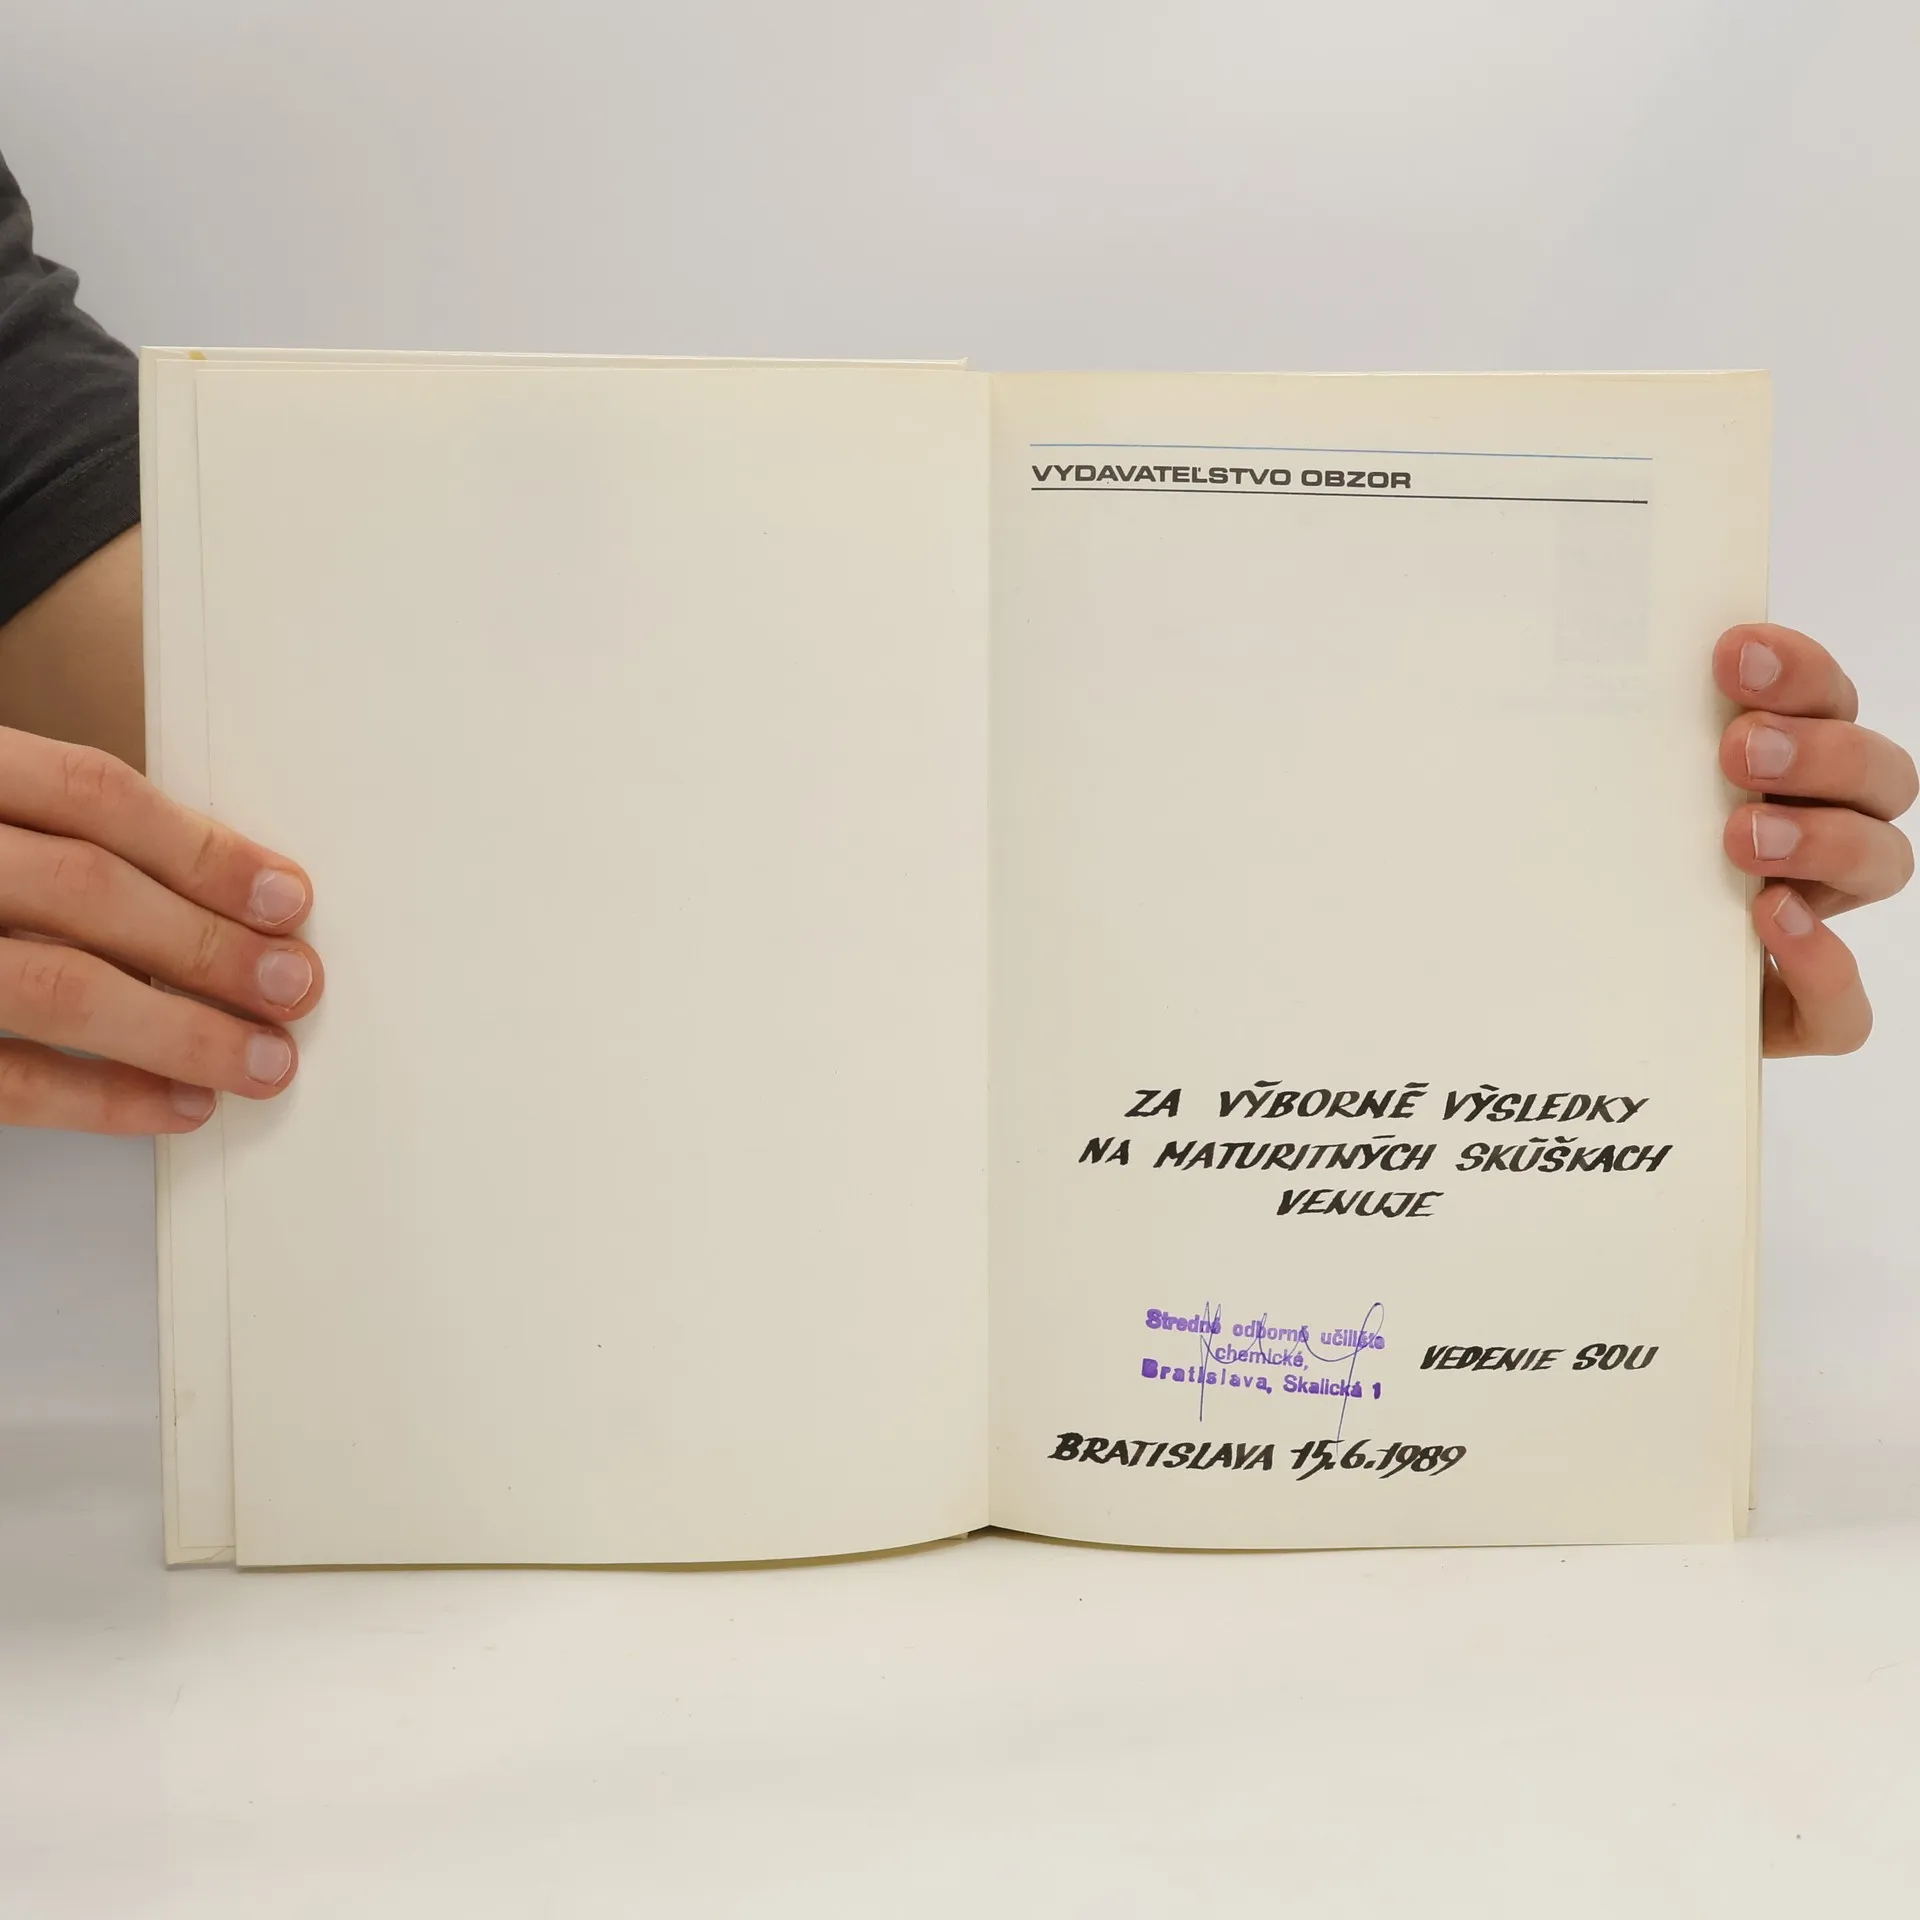 VYDAVATEĽSTVO OBZOR
ZA VÝBORNÉ VÝSLEDKY
NA MATURITNÝCH SKÚŠKACH
VENUJE
Stredné odborné učilište
chemické,
Bratislava, Skalická 1
VEDENIE SOU
BRATISLAVA 15.6.1989